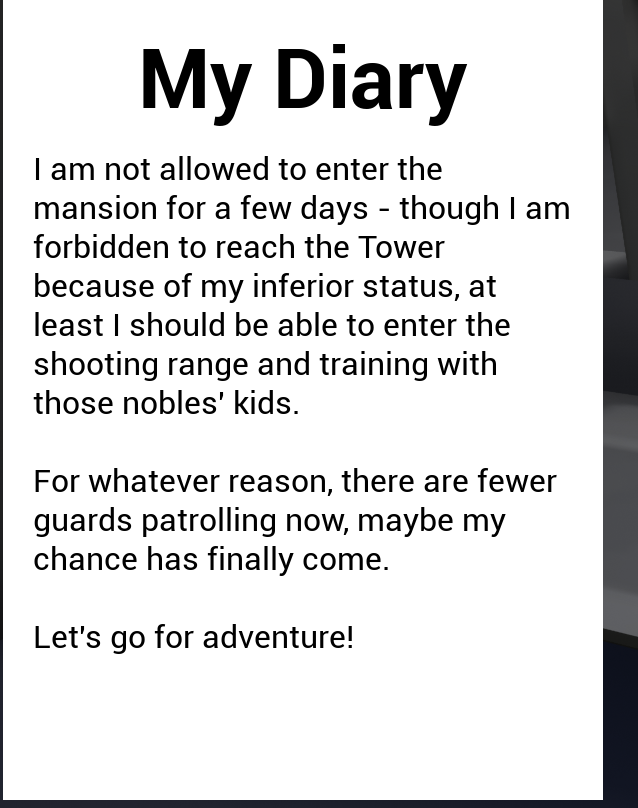 My Diary
I am not allowed to enter the
mansion for a few days - though I am
forbidden to reach the Tower
because of my inferior status, at
least I should be able to enter the
shooting range and training with
those nobles' kids.
For whatever reason, there are fewer
guards patrolling now, maybe my
chance has finally come.
Let's go for adventure!